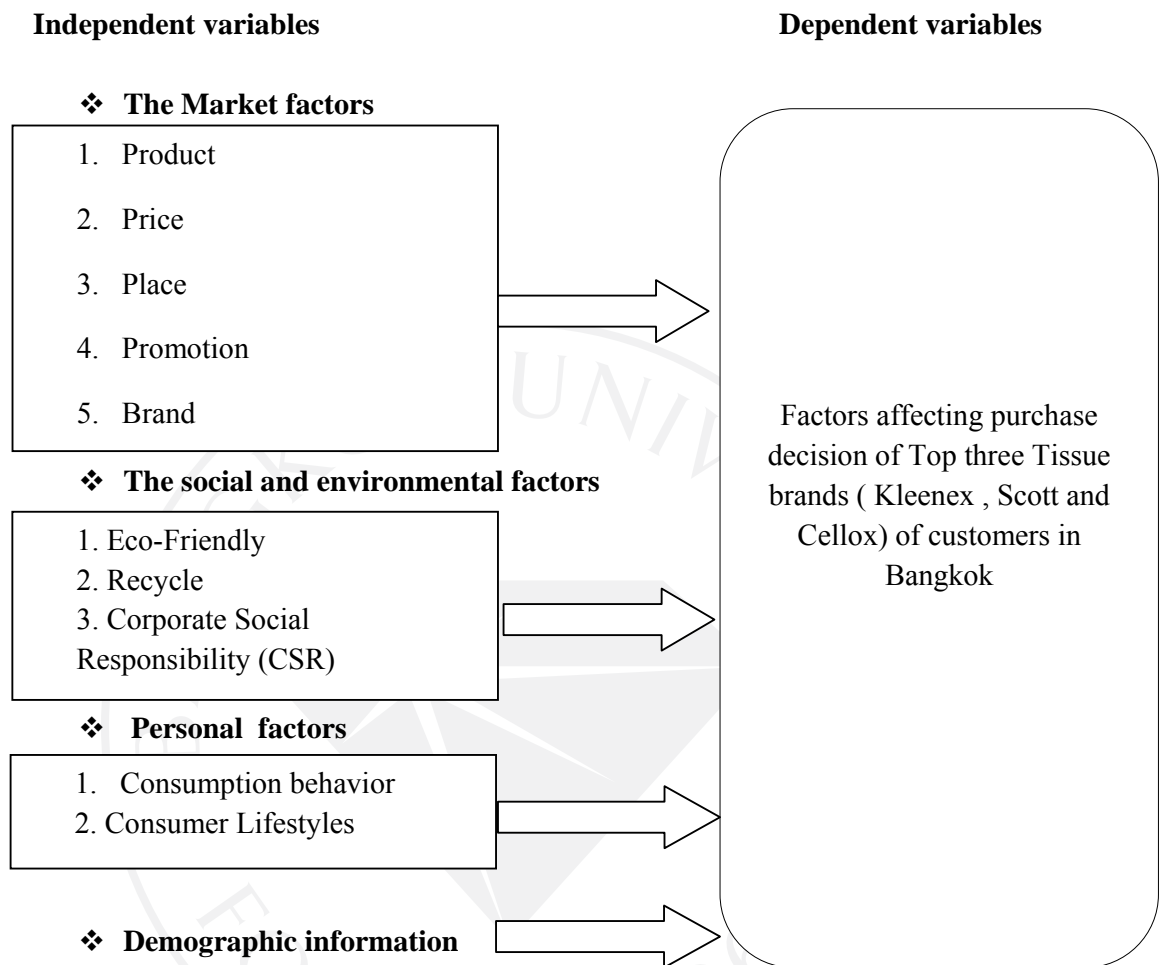 Independent variables
Dependent variables
❖ The Market factors
1. Product
2. Price
3. Place
4. Promotion
5. Brand
❖ The social and environmental factors
1. Eco-Friendly
2. Recycle
3. Corporate Social
Responsibility (CSR)
❖ Personal factors
1. Consumption behavior
2. Consumer Lifestyles
❖ Demographic information
Factors affecting purchase
decision of Top three Tissue
brands ( Kleenex , Scott and
Cellox) of customers in
Bangkok